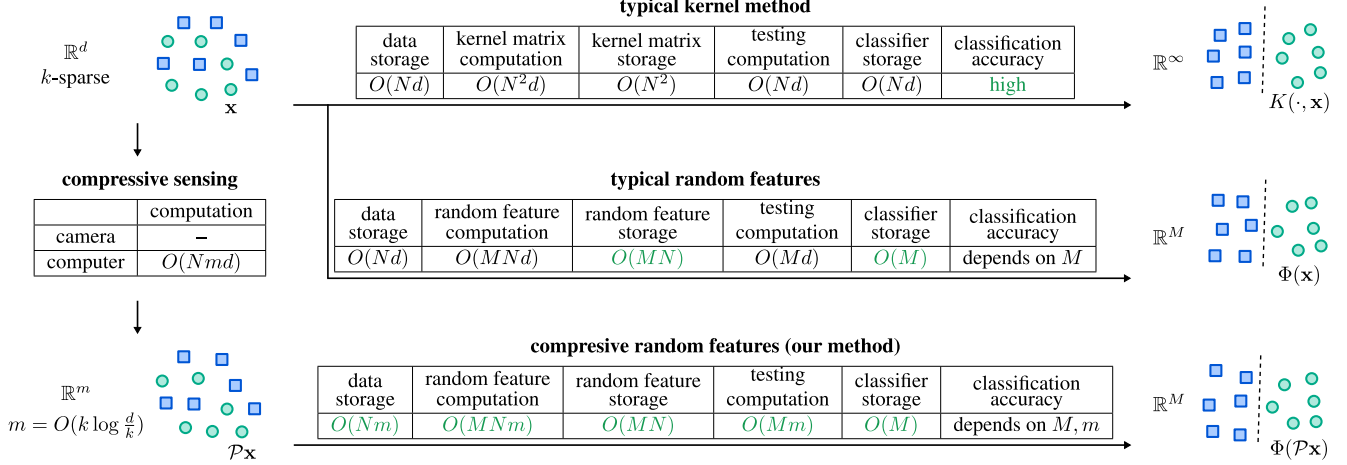 typical kernel method
ℝ^d
k-sparse
x
data storage | kernel matrix computation | kernel matrix storage | testing computation | classifier storage | classification accuracy
O(Nd) | O(N²d) | O(N²) | O(Nd) | O(Nd) | high
ℝ^∞
K(·, x)
compressive sensing
computation
camera | –
computer | O(Nmd)
typical random features
data storage | random feature computation | random feature storage | testing computation | classifier storage | classification accuracy
O(Nd) | O(MNd) | O(MN) | O(Md) | O(M) | depends on M
ℝ^M
Φ(x)
compresive random features (our method)
ℝ^m
m = O(k log d/k)
𝒫x
data storage | random feature computation | random feature storage | testing computation | classifier storage | classification accuracy
O(Nm) | O(MNm) | O(MN) | O(Mm) | O(M) | depends on M, m
ℝ^M
Φ(𝒫x)